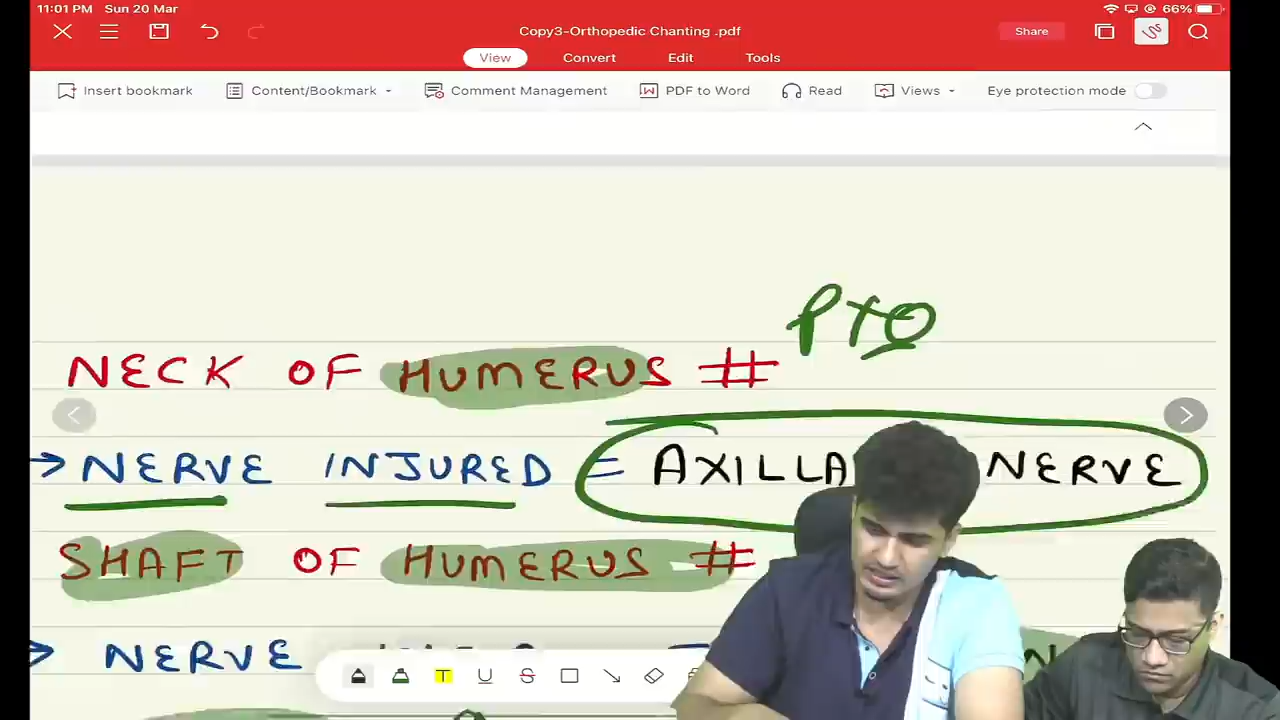 11:01 PM Sun 20 Mar 66%
Copy3-Orthopedic Chanting .pdf
Share
View Convert Edit Tools
Insert bookmark Content/Bookmark Comment Management PDF to Word Read Views Eye protection mode
PTO
NECK OF HUMERUS #
→ NERVE INJURED = AXILLA NERVE
SHAFT OF HUMERUS #
→ NERVE
T U S